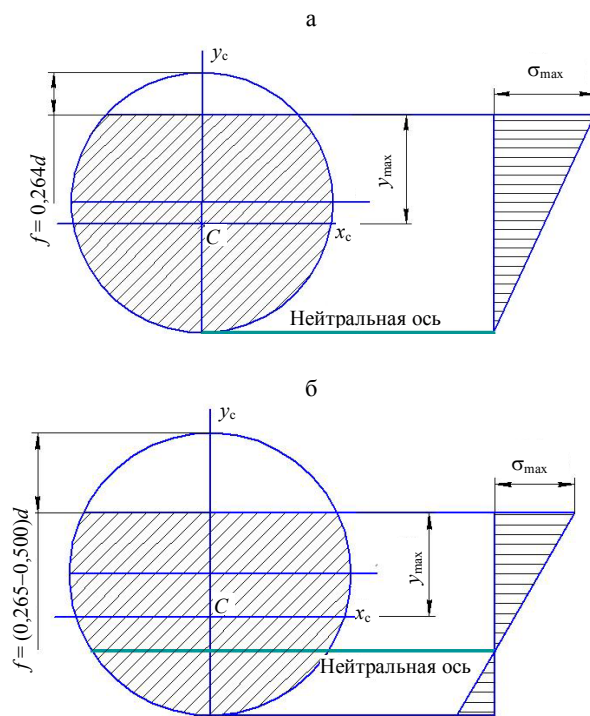 а
y_c
σ_max
f = 0,264d
y_max
C
x_c
Нейтральная ось
б
y_c
σ_max
f = (0,265–0,500)d
y_max
C
x_c
Нейтральная ось